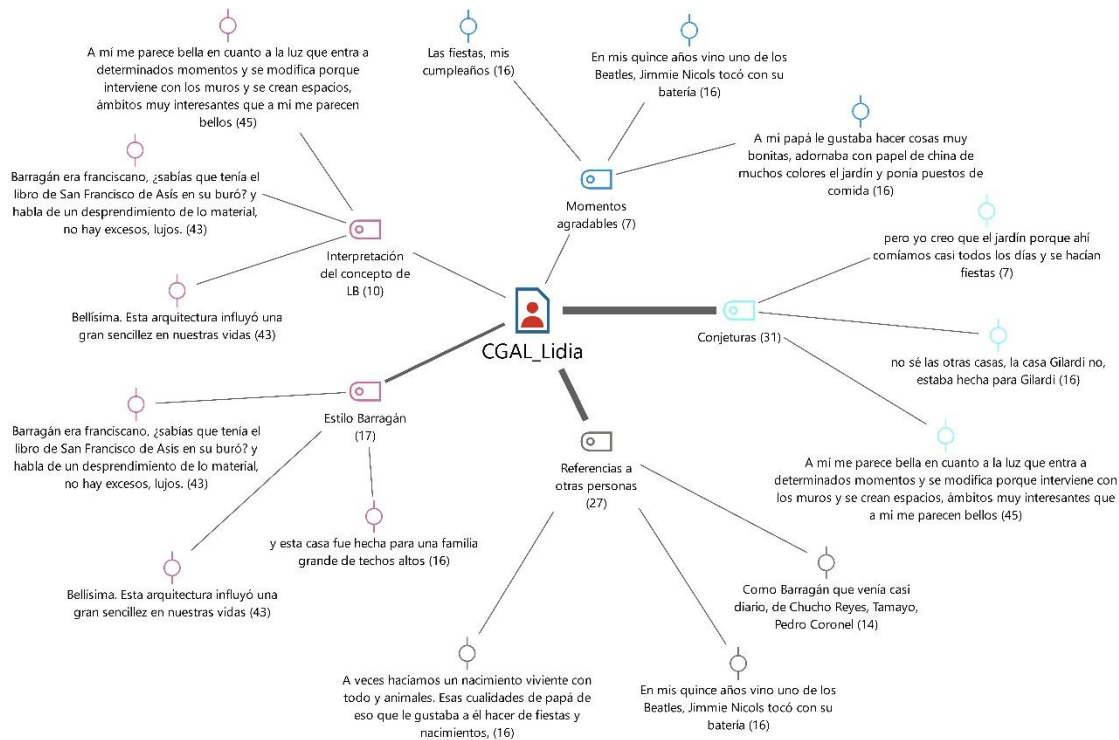 A mí me parece bella en cuanto a la luz que entra a
determinados momentos y se modifica porque
interviene con los muros y se crean espacios,
ámbitos muy interesantes que a mi me parecen
bellos (45)
Las fiestas, mis
cumpleaños (16)
En mis quince años vino uno de los
Beatles, Jimmie Nicols tocó con su
batería (16)
A mi papá le gustaba hacer cosas muy
bonitas, adornaba con papel de china de
muchos colores el jardín y ponía puestos de
comida (16)
Barragán era franciscano, ¿sabías que tenía el
libro de San Francisco de Asís en su buró? y
habla de un desprendimiento de lo material,
no hay excesos, lujos. (43)
Momentos
agradables (7)
pero yo creo que el jardín porque ahí
comíamos casi todos los días y se hacían
fiestas (7)
Interpretación
del concepto de
LB (10)
Bellísima. Esta arquitectura influyó una
gran sencillez en nuestras vidas (43)
CGAL_Lidia
Conjeturas (31)
no sé las otras casas, la casa Gilardi no,
estaba hecha para Gilardi (16)
Estilo Barragán
(17)
Barragán era franciscano, ¿sabías que tenía el
libro de San Francisco de Asís en su buró? y
habla de un desprendimiento de lo material,
no hay excesos, lujos. (43)
Referencias a
otras personas
(27)
A mí me parece bella en cuanto a la luz que entra a
determinados momentos y se modifica porque interviene con
los muros y se crean espacios, ámbitos muy interesantes que
a mi me parecen bellos (45)
y esta casa fue hecha para una familia
grande de techos altos (16)
Bellísima. Esta arquitectura influyó una
gran sencillez en nuestras vidas (43)
Como Barragán que venía casi
diario, de Chucho Reyes, Tamayo,
Pedro Coronel (14)
A veces hacíamos un nacimiento viviente con
todo y animales. Esas cualidades de papá de
eso que le gustaba a él hacer de fiestas y
nacimientos, (16)
En mis quince años vino uno de los
Beatles, Jimmie Nicols tocó con su
batería (16)